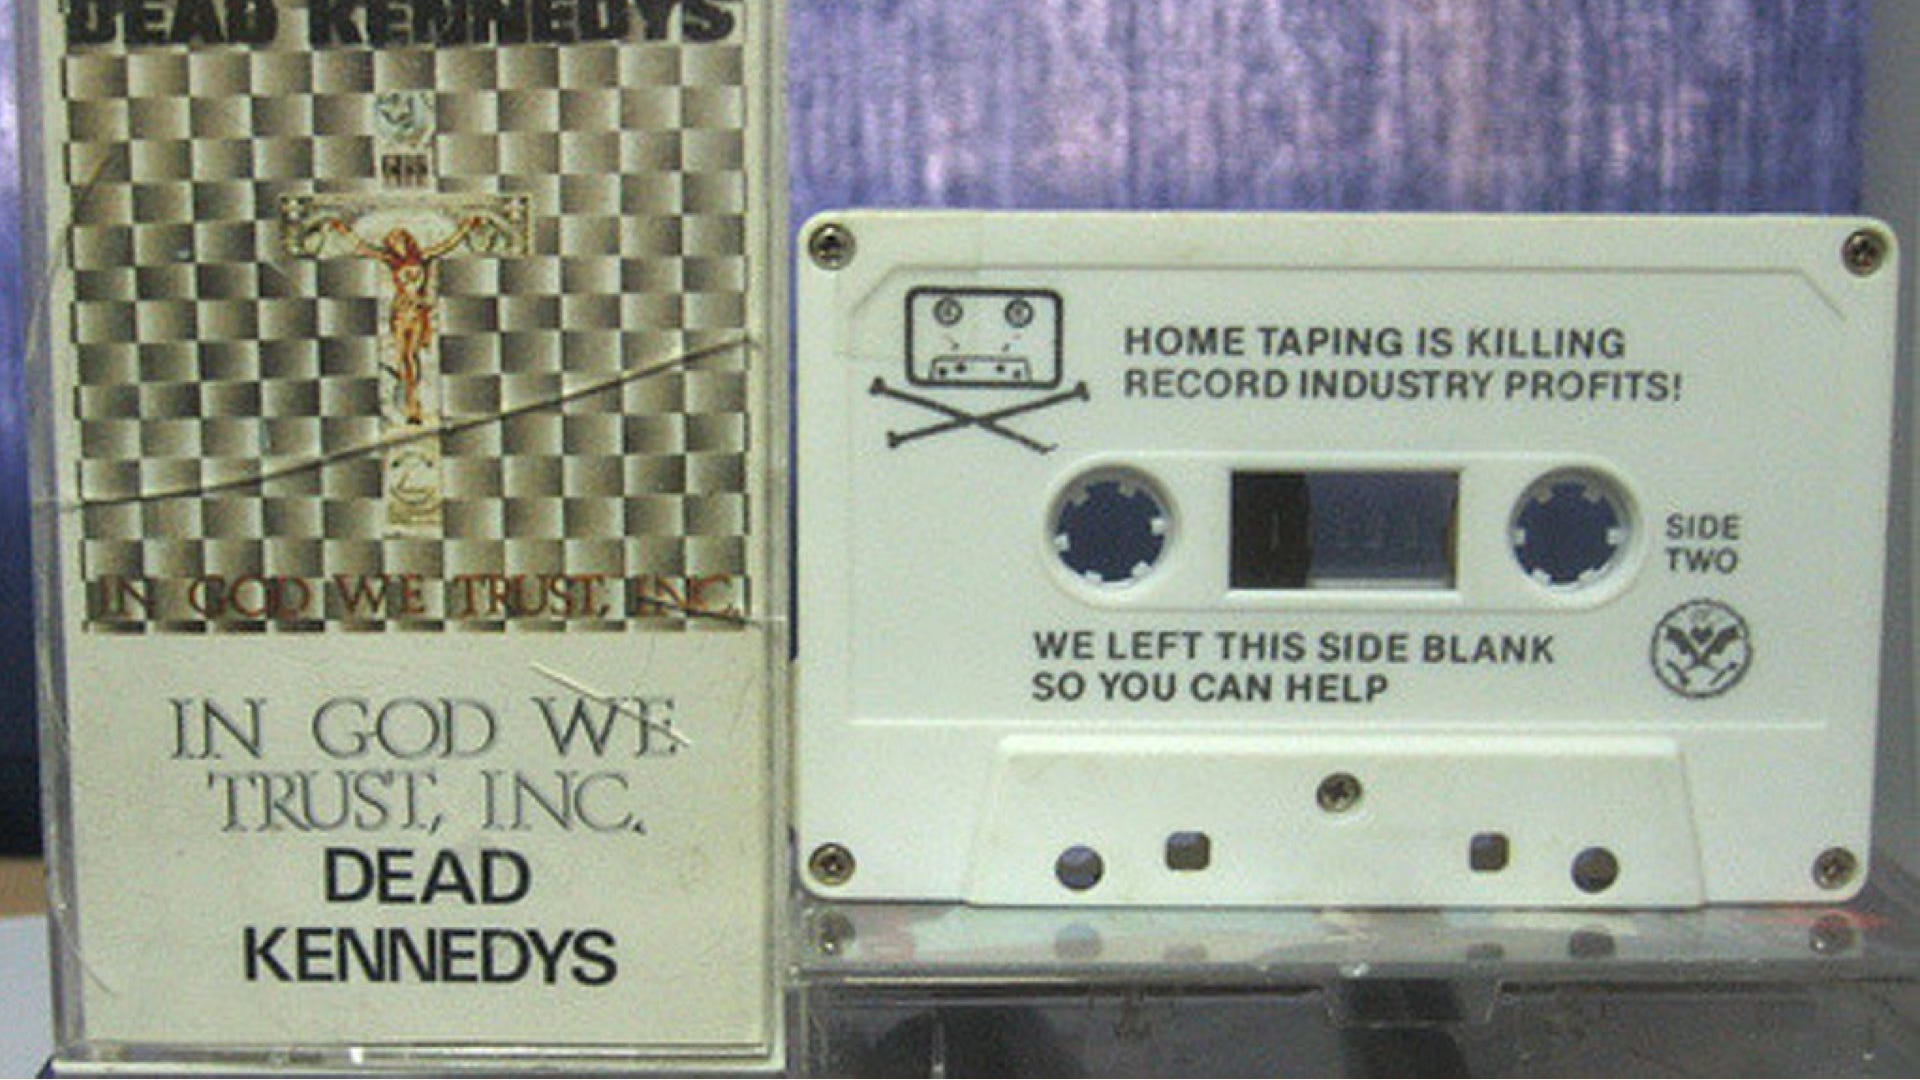 DEAD KENNEDYS
IN GOD WE TRUST, INC.
IN GOD WE
TRUST, INC.
DEAD
KENNEDYS
HOME TAPING IS KILLING
RECORD INDUSTRY PROFITS!
SIDE
TWO
WE LEFT THIS SIDE BLANK
SO YOU CAN HELP